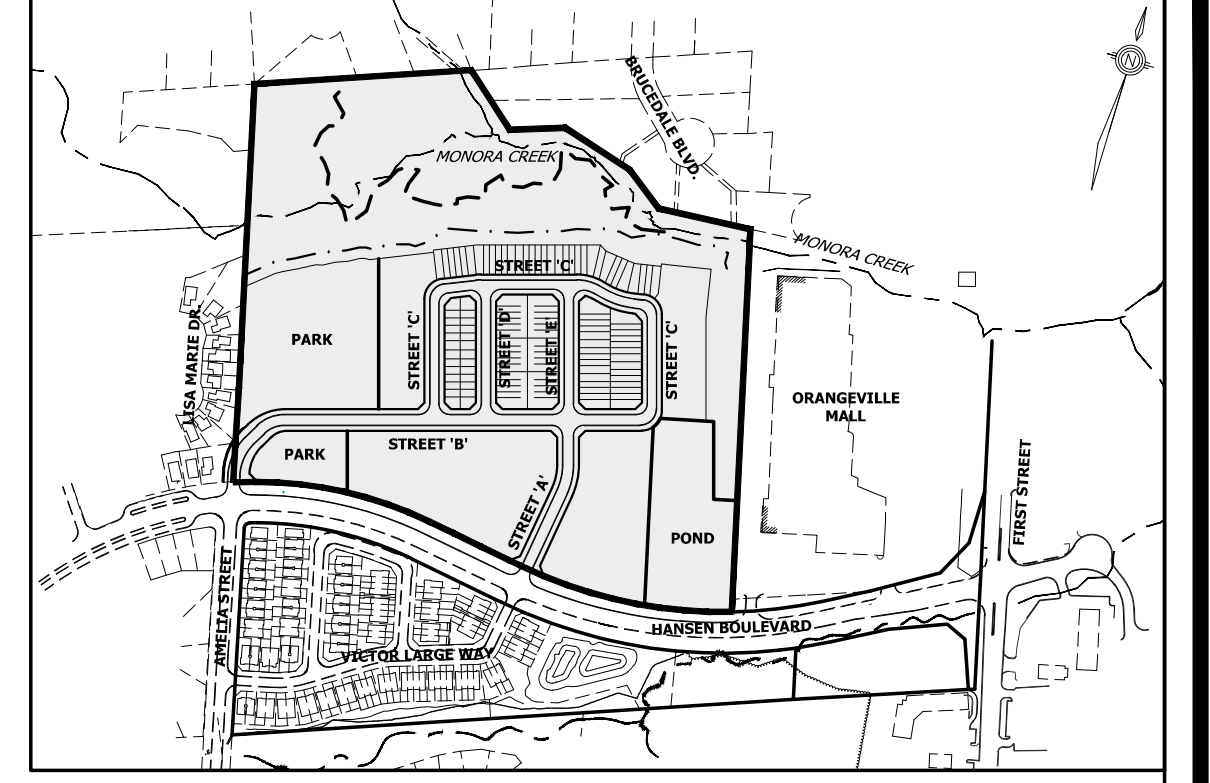 N
BRUCEDALE BLVD.
MONORA CREEK
MONORA CREEK
STREET 'C'
LISA MARIE DR.
PARK
STREET 'C'
STREET 'D'
STREET 'E'
STREET 'C'
ORANGEVILLE
MALL
STREET 'B'
PARK
STREET 'A'
FIRST STREET
POND
AMELIA STREET
HANSEN BOULEVARD
VICTOR LARGE WAY